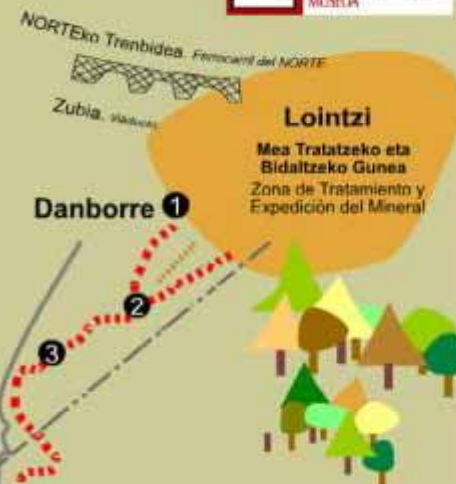 MUSEOA
NORTEko Trenbidea. Ferrocarril del NORTE
Zubia. viaducto
Lointzi
Mea Tratatzeko eta
Bidaltzeko Gunea
Zona de Tratamiento y
Expedición del Mineral
Danborre 1
2
3